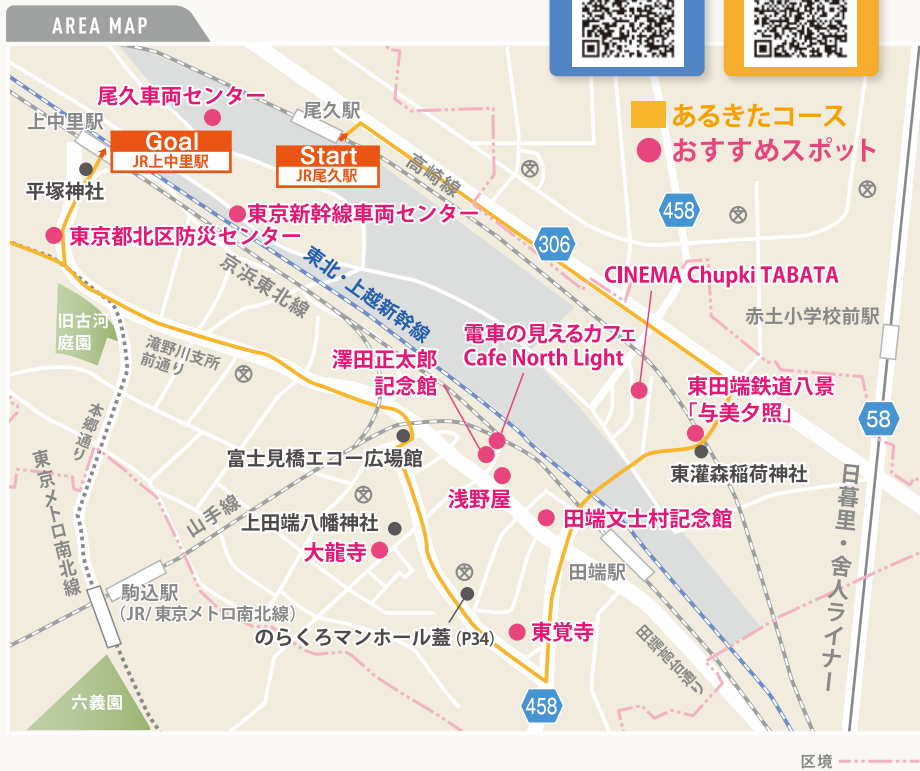 AREA MAP
あるきたコース
おすすめスポット
尾久車両センター
尾久駅
上中里駅
Goal
JR上中里駅
Start
JR尾久駅
高崎線
平塚神社
458
東京新幹線車両センター
東京都北区防災センター
306
東北・上越新幹線
京浜東北線
CINEMA Chupki TABATA
旧古河
庭園
赤土小学校前駅
滝野川支所
前通り
電車の見えるカフェ
Cafe North Light
澤田正太郎
記念館
東田端鉄道八景
「与美夕照」
58
本郷通り
富士見橋エコー広場館
東灌森稲荷神社
東京メトロ南北線
浅野屋
日暮里・舎人ライナー
山手線
上田端八幡神社
田端文士村記念館
大龍寺
田端駅
駒込駅
(JR/東京メトロ南北線)
のらくろマンホール蓋(P34)
東覚寺
田端高台通り
六義園
458
区境